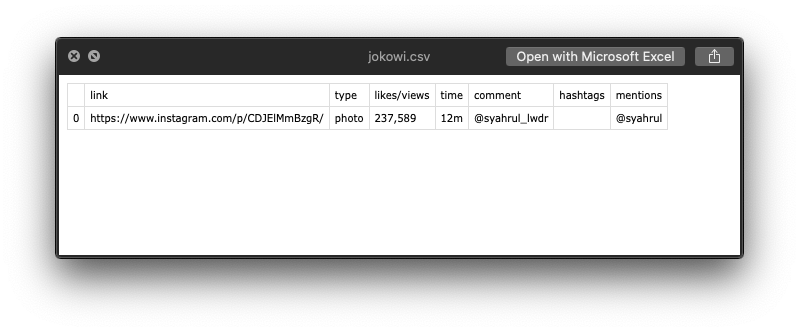 jokowi.csv
Open with Microsoft Excel
link type likes/views time comment hashtags mentions
0 https://www.instagram.com/p/CDJElMmBzgR/ photo 237,589 12m @syahrul_lwdr @syahrul